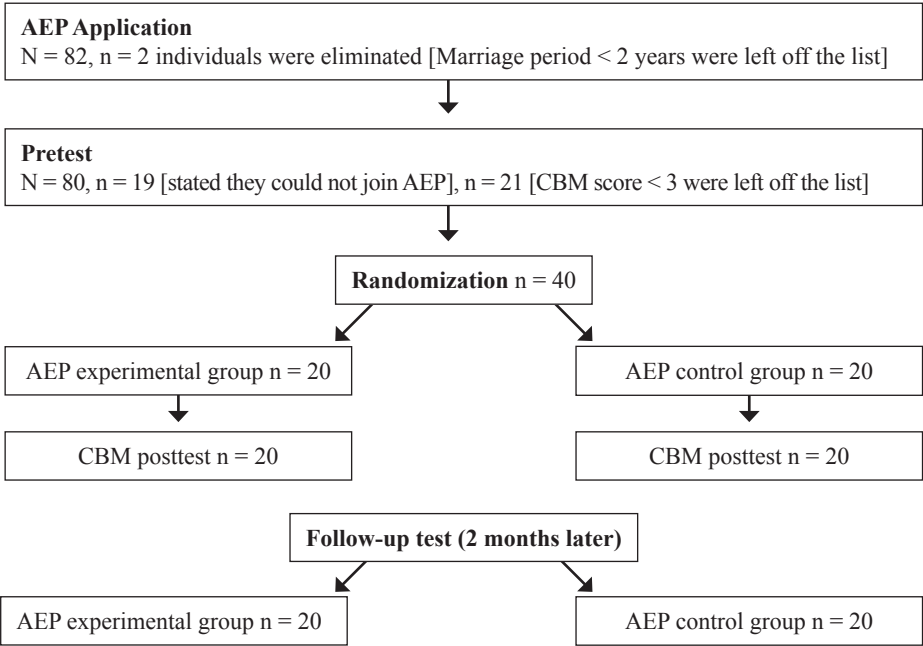 AEP Application
N = 82, n = 2 individuals were eliminated [Marriage period < 2 years were left off the list]
Pretest
N = 80, n = 19 [stated they could not join AEP], n = 21 [CBM score < 3 were left off the list]
Randomization n = 40
AEP experimental group n = 20
AEP control group n = 20
CBM posttest n = 20
CBM posttest n = 20
Follow-up test (2 months later)
AEP experimental group n = 20
AEP control group n = 20